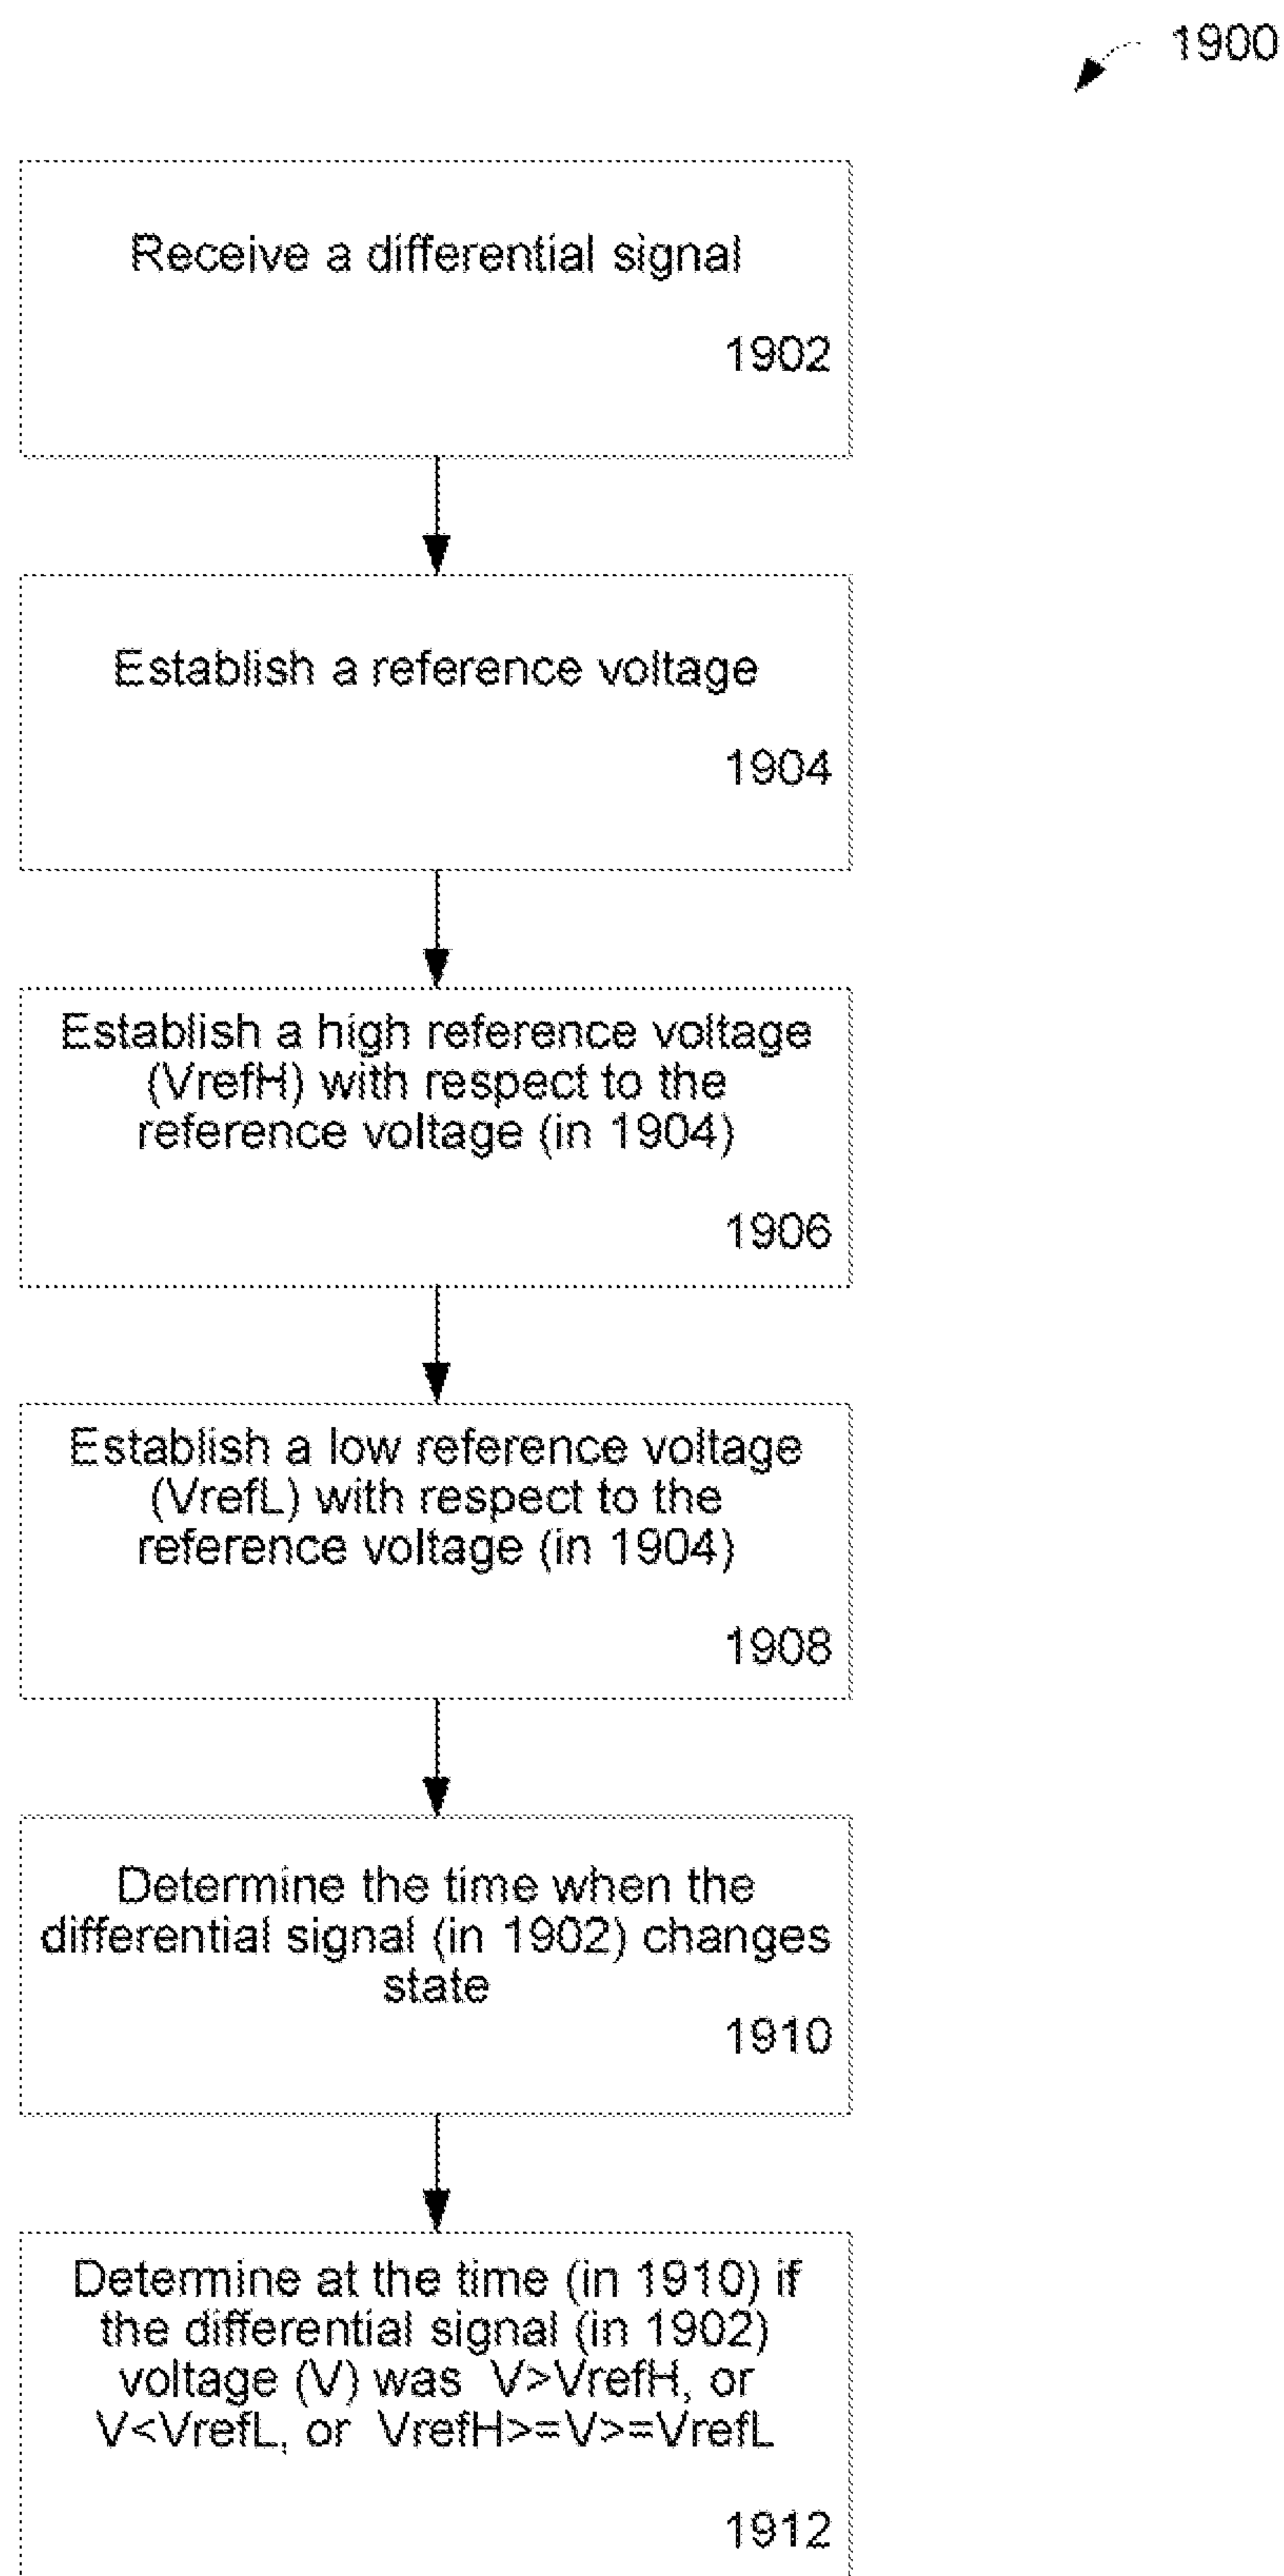 1900
Receive a differential signal
1902
Establish a reference voltage
1904
Establish a high reference voltage
(VrefH) with respect to the
reference voltage (in 1904)
1906
Establish a low reference voltage
(VrefL) with respect to the
reference voltage (in 1904)
1908
Determine the time when the
differential signal (in 1902) changes
state
1910
Determine at the time (in 1910) if
the differential signal (in 1902)
voltage (V) was V>VrefH, or
V<VrefL, or VrefH>=V>=VrefL
1912